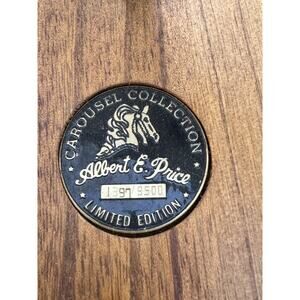 CAROUSEL COLLECTION
Albert E. Price
1397/9500
LIMITED EDITION